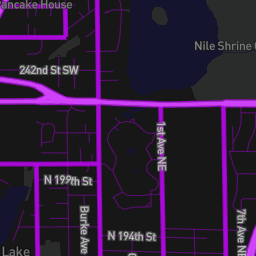 Pancake House
Nile Shrine
242nd St SW
1st Ave NE
N 199th St
Burke Ave
7th Ave NE
N 194th St
Lake